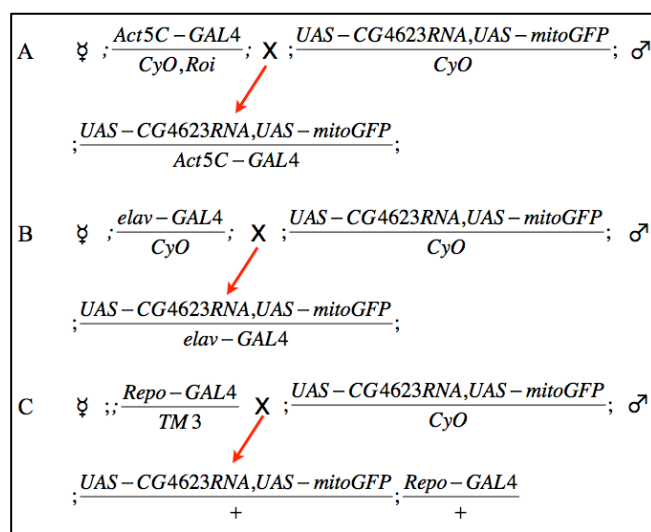 Act5C−GAL4 UAS−CG4623RNA,UAS−mitoGFP
A ☿ ; ; X ; ; ♂
CyO,Roi CyO
UAS−CG4623RNA,UAS−mitoGFP
; ;
Act5C−GAL4
elav−GAL4 UAS−CG4623RNA,UAS−mitoGFP
B ☿ ; ; X ; ; ♂
CyO CyO
UAS−CG4623RNA,UAS−mitoGFP
; ;
elav−GAL4
Repo−GAL4 UAS−CG4623RNA,UAS−mitoGFP
C ☿ ;; X ; ; ♂
TM3 CyO
UAS−CG4623RNA,UAS−mitoGFP Repo−GAL4
; ;
+ +